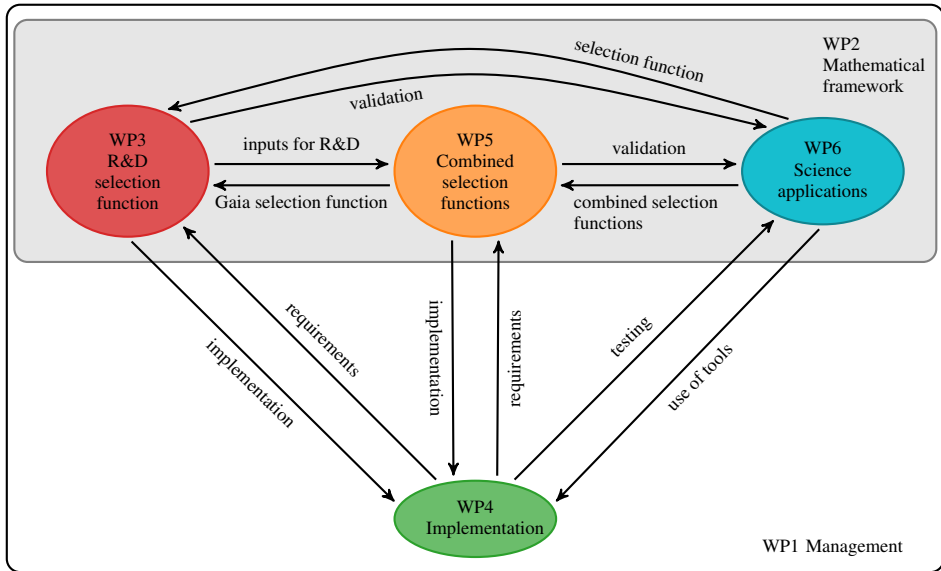 WP2
Mathematical
framework
selection function
validation
WP3
R&D
selection
function
inputs for R&D
Gaia selection function
WP5
Combined
selection
functions
validation
combined selection
functions
WP6
Science
applications
implementation
requirements
implementation
requirements
testing
use of tools
WP4
Implementation
WP1 Management